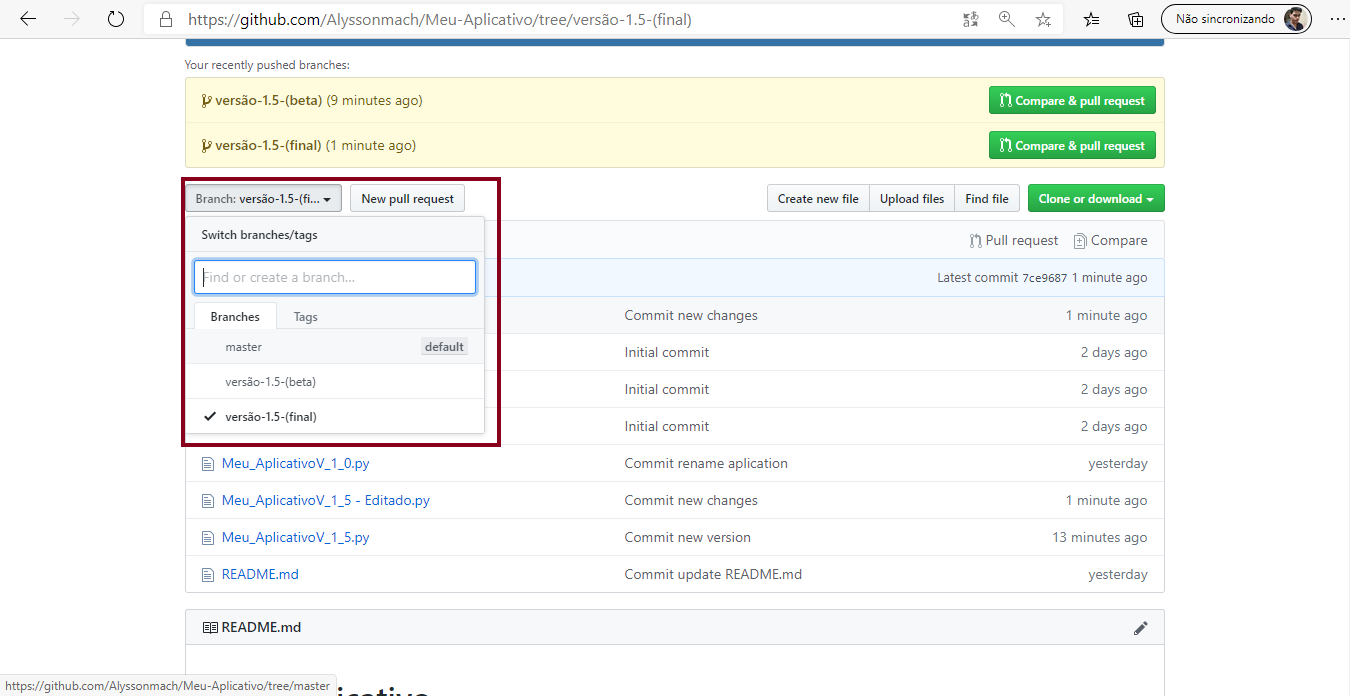 https://github.com/Alyssonmach/Meu-Aplicativo/tree/versão-1.5-(final)
Não sincronizando
Your recently pushed branches:
versão-1.5-(beta) (9 minutes ago)
Compare & pull request
versão-1.5-(final) (1 minute ago)
Compare & pull request
Branch: versão-1.5-(fi...
New pull request
Create new file
Upload files
Find file
Clone or download
Switch branches/tags
Pull request
Compare
Find or create a branch...
Latest commit 7ce9687 1 minute ago
Branches
Tags
Commit new changes
1 minute ago
master
default
Initial commit
2 days ago
versão-1.5-(beta)
Initial commit
2 days ago
versão-1.5-(final)
Initial commit
2 days ago
Meu_AplicativoV_1_0.py
Commit rename aplication
yesterday
Meu_AplicativoV_1_5 - Editado.py
Commit new changes
1 minute ago
Meu_AplicativoV_1_5.py
Commit new version
13 minutes ago
README.md
Commit update README.md
yesterday
README.md
https://github.com/Alyssonmach/Meu-Aplicativo/tree/master